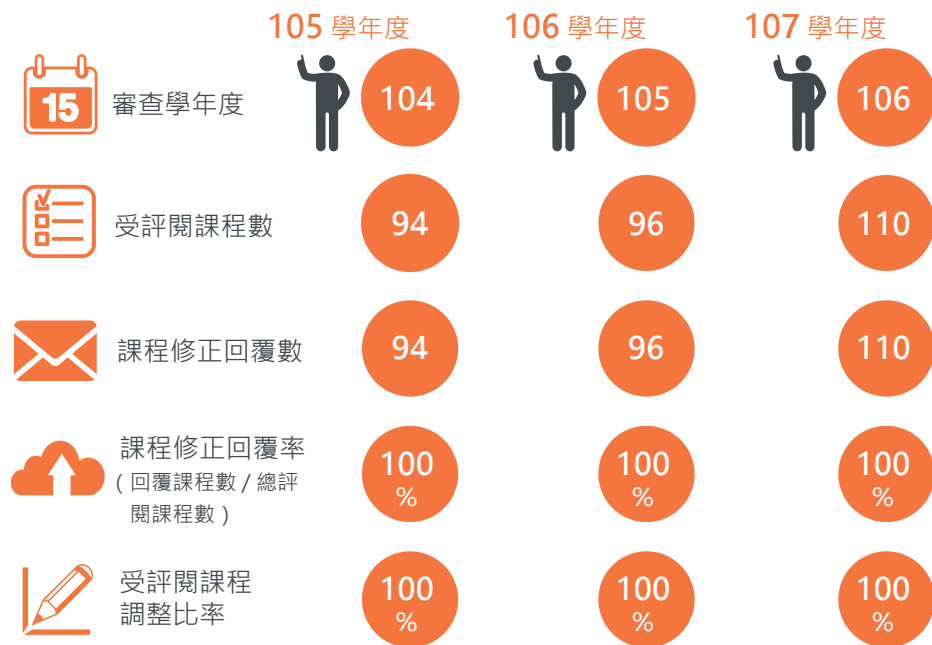 105 學年度 106 學年度 107 學年度
15 審查學年度 104 105 106
受評閱課程數 94 96 110
課程修正回覆數 94 96 110
課程修正回覆率
( 回覆課程數 / 總評
閱課程數 )
100 100 100
% % %
受評閱課程
調整比率
100 100 100
% % %